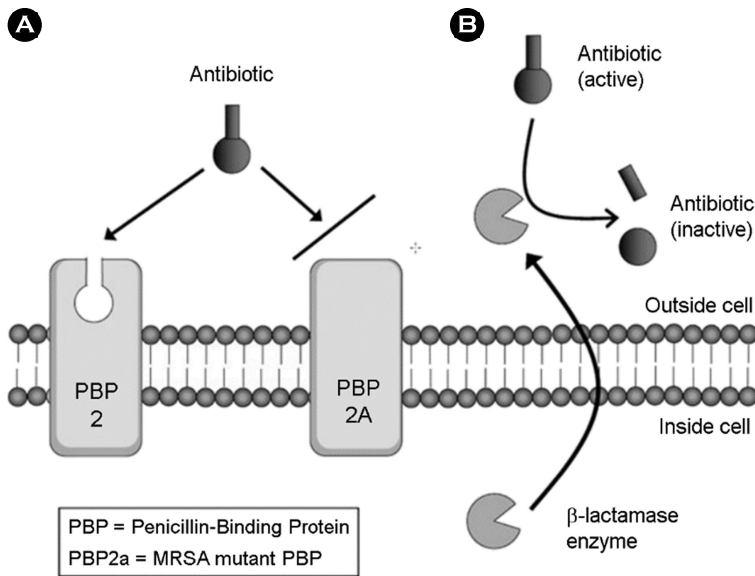 A
Antibiotic
PBP
2
PBP
2A
PBP = Penicillin-Binding Protein
PBP2a = MRSA mutant PBP
B
Antibiotic
(active)
Antibiotic
(inactive)
Outside cell
Inside cell
β-lactamase
enzyme